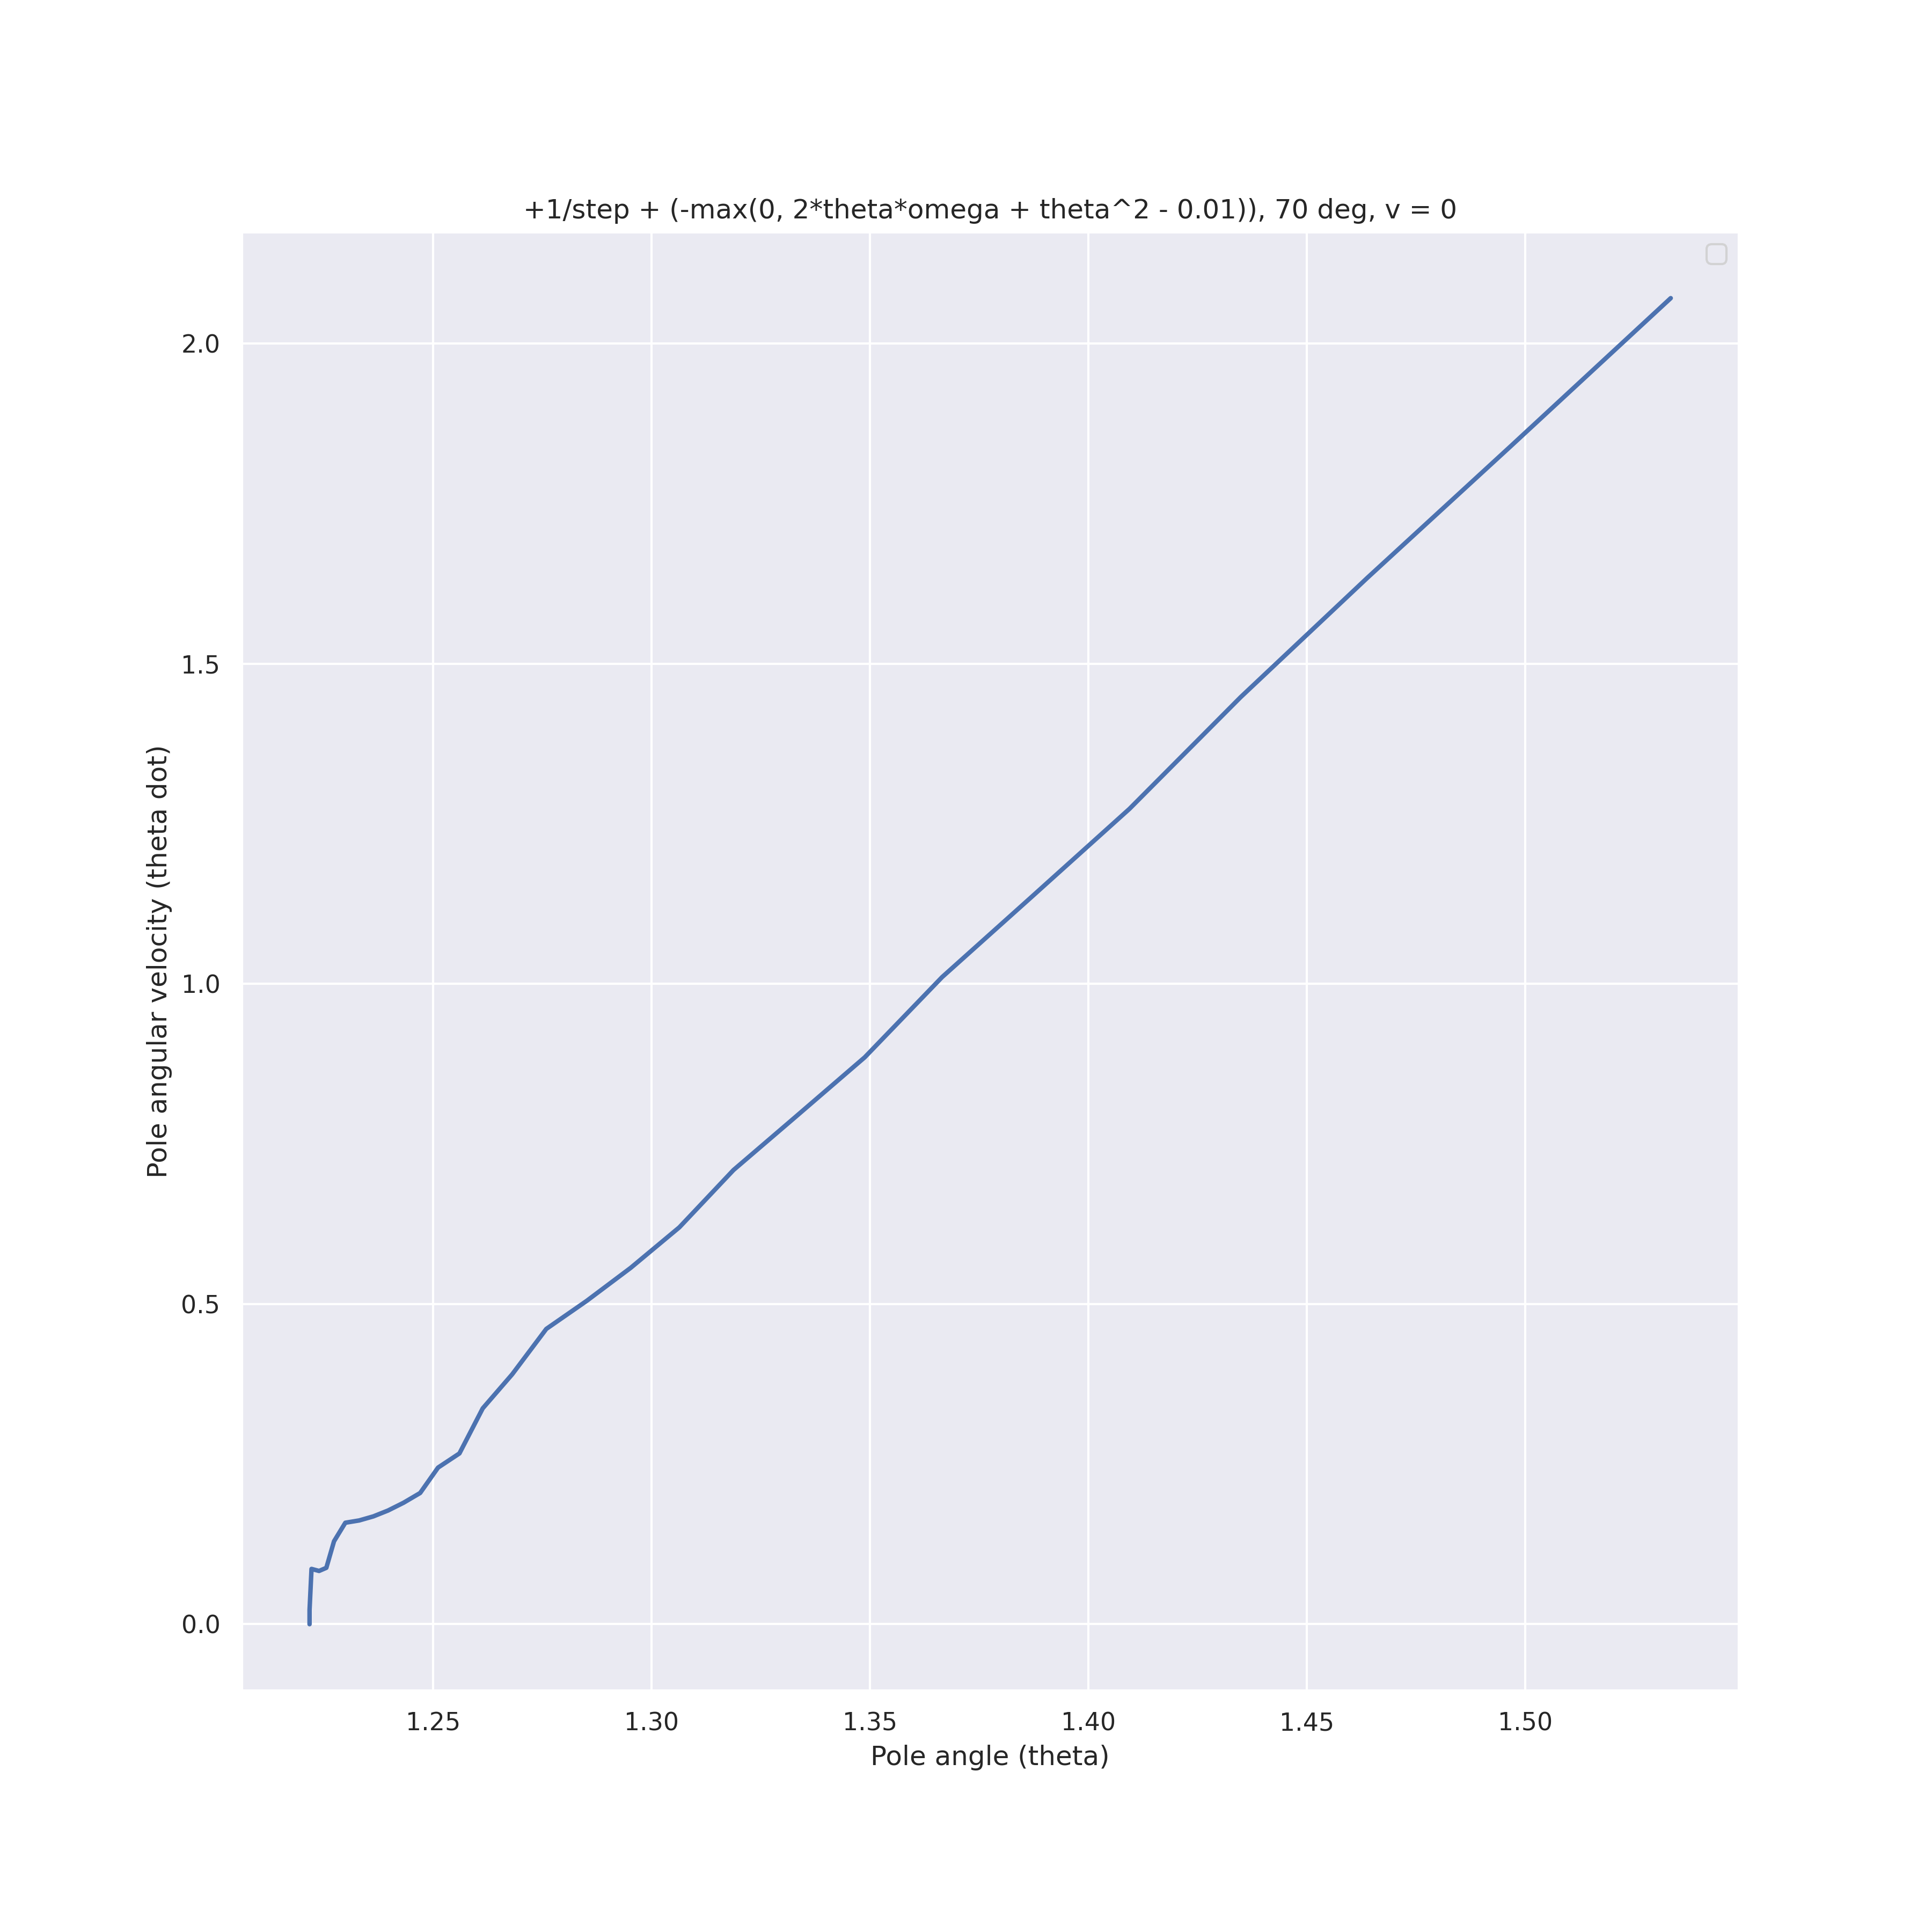 +1/step + (-max(0, 2*theta*omega + theta^2 - 0.01)), 70 deg, v = 0
2.0
1.5
1.0
0.5
0.0
Pole angular velocity (theta dot)
1.25 1.30 1.35 1.40 1.45 1.50
Pole angle (theta)